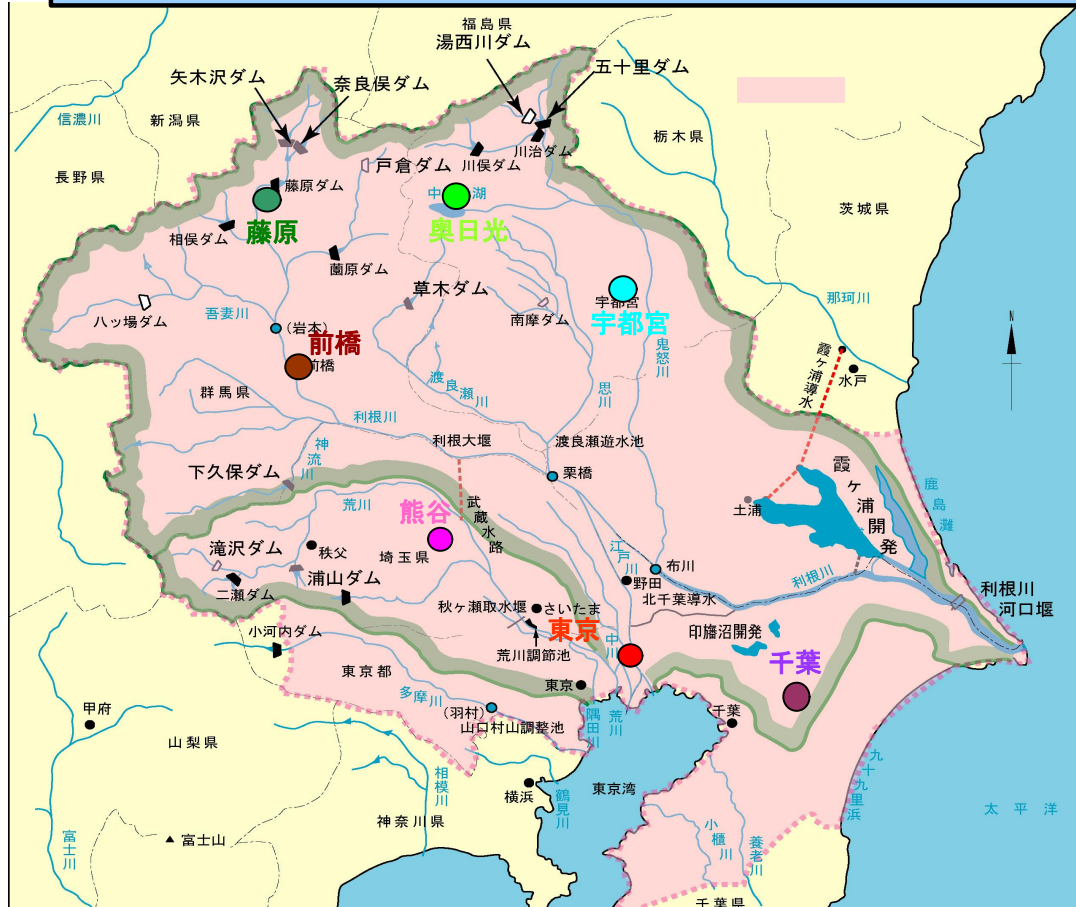 福島県
湯西川ダム
五十里ダム
矢木沢ダム
奈良俣ダム
信濃川
新潟県
栃木県
長野県
戸倉ダム
川俣ダム
川治ダム
藤原ダム
中
湖
茨城県
藤原
奥日光
相俣ダム
薗原ダム
草木ダム
宇都宮
宇都宮
南摩ダム
那珂川
八ッ場ダム
吾妻川
(岩本)
前橋
前橋
鬼怒川
霞ヶ浦導水
水戸
N
群馬県
渡良瀬川
思川
利根川
利根大堰
渡良瀬遊水池
栗橋
神流川
下久保ダム
荒川
熊谷
武蔵水路
霞ヶ浦開発
鹿島灘
土浦
滝沢ダム
秩父
埼玉県
浦山ダム
二瀬ダム
江戸川
布川
野田
北千葉導水
利根川
利根川
河口堰
秋ヶ瀬取水堰
さいたま
東京
中川
印旛沼開発
千葉
小河内ダム
荒川調節池
東京都
多摩川
東京
(羽村)
山口村山調整池
隅田川
荒川
千葉
甲府
山梨県
相模川
横浜
鶴見川
東京湾
九十九里浜
太平洋
富士川
富士山
神奈川県
小櫃川
養老川
千葉県